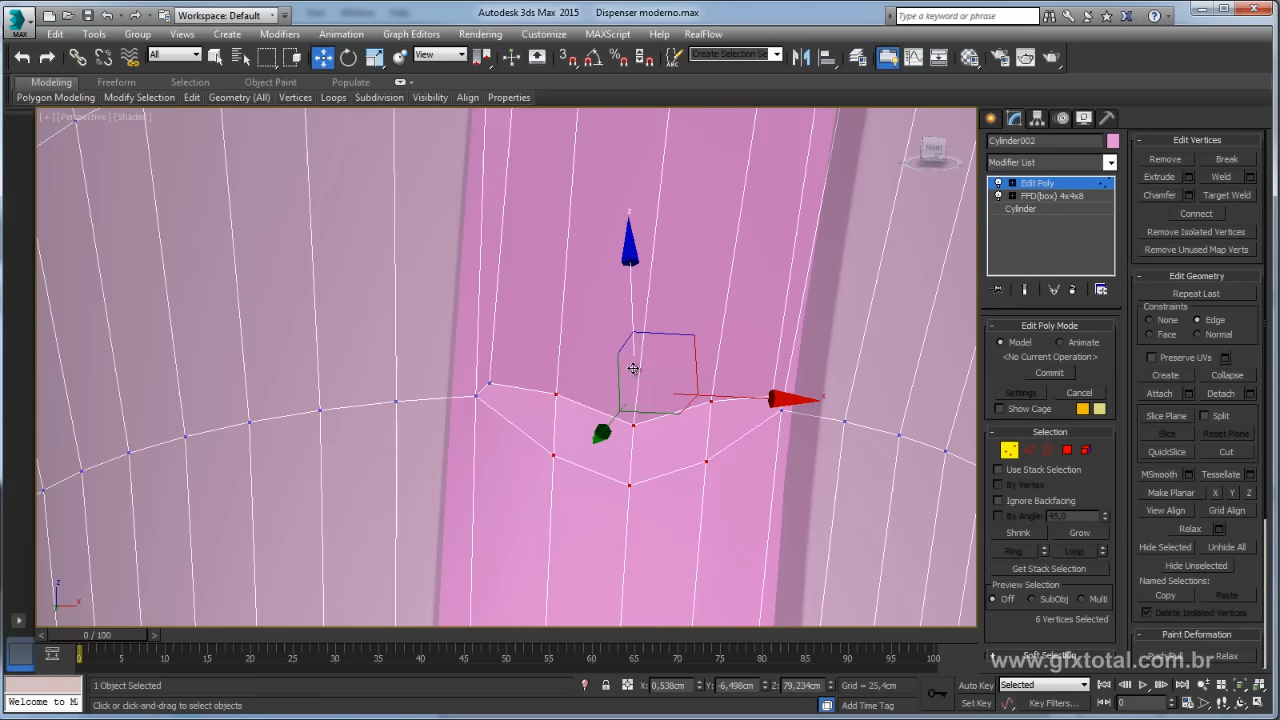 Workspace: Default
Autodesk 3ds Max 2015
Dispenser moderno.max
Type a keyword or phrase
MAX
Edit
Tools
Group
Views
Create
Modifiers
Animation
Graph Editors
Rendering
Customize
MAXScript
Help
RealFlow
All
View
Create Selection Se
Modeling
Freeform
Selection
Object Paint
Populate
Polygon Modeling
Modify Selection
Edit
Geometry (All)
Vertices
Loops
Subdivision
Visibility
Align
Properties
[+] [Perspective] [Shaded]
FRONT
z
x
z
x
Cylinder002
Modifier List
Edit Poly
FFD(box) 4x4x8
Cylinder
Edit Poly Mode
Model
Animate
<No Current Operation>
Commit
Settings
Cancel
Show Cage
Selection
Use Stack Selection
By Vertex
Ignore Backfacing
By Angle:
45,0
Shrink
Grow
Ring
Loop
Get Stack Selection
Preview Selection
Off
SubObj
Multi
6 Vertices Selected
Soft Selection
Edit Vertices
Remove
Break
Extrude
Weld
Chamfer
Target Weld
Connect
Remove Isolated Vertices
Remove Unused Map Verts
Edit Geometry
Repeat Last
Constraints
None
Edge
Face
Normal
Preserve UVs
Create
Collapse
Attach
Detach
Slice Plane
Split
Slice
Reset Plane
QuickSlice
Cut
MSmooth
Tessellate
Make Planar
X
Y
Z
View Align
Grid Align
Relax
Hide Selected
Unhide All
Hide Unselected
Named Selections:
Copy
Paste
Delete Isolated Vertices
Paint Deformation
Relax
www.gfxtotal.com.br
0 / 100
0
5
10
15
20
25
30
35
40
45
50
55
60
65
70
75
80
85
90
95
100
1 Object Selected
X:
0,538cm
Y:
-6,498cm
Z:
79,234cm
Grid = 25,4cm
Auto Key
Selected
Welcome to M
Click or click-and-drag to select objects
Add Time Tag
Set Key
Key Filters...
0